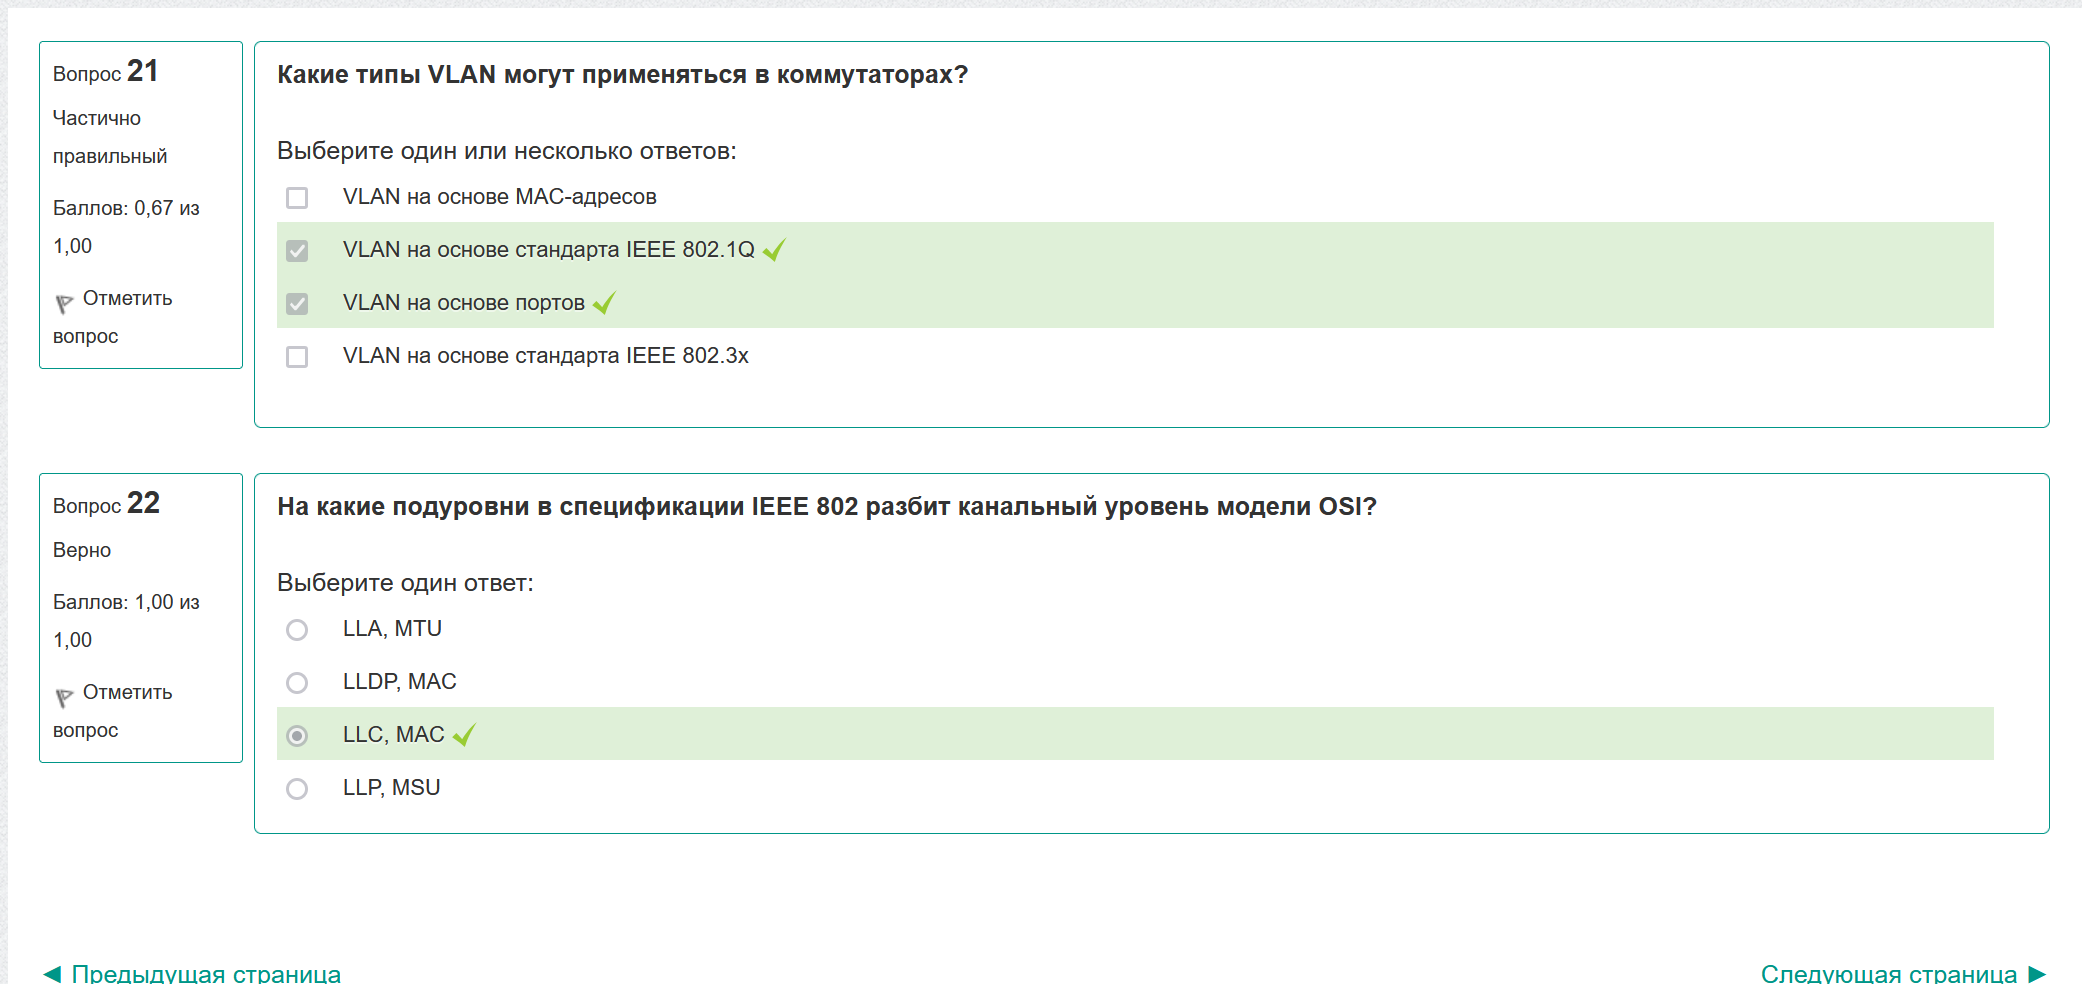 Вопрос 21
Частично
правильный
Баллов: 0,67 из
1,00
Отметить
вопрос
Какие типы VLAN могут применяться в коммутаторах?
Выберите один или несколько ответов:
VLAN на основе MAC-адресов
VLAN на основе стандарта IEEE 802.1Q
VLAN на основе портов
VLAN на основе стандарта IEEE 802.3x
Вопрос 22
Верно
Баллов: 1,00 из
1,00
Отметить
вопрос
На какие подуровни в спецификации IEEE 802 разбит канальный уровень модели OSI?
Выберите один ответ:
LLA, MTU
LLDP, MAC
LLC, MAC
LLP, MSU
◄ Предыдущая страница
Следующая страница ►